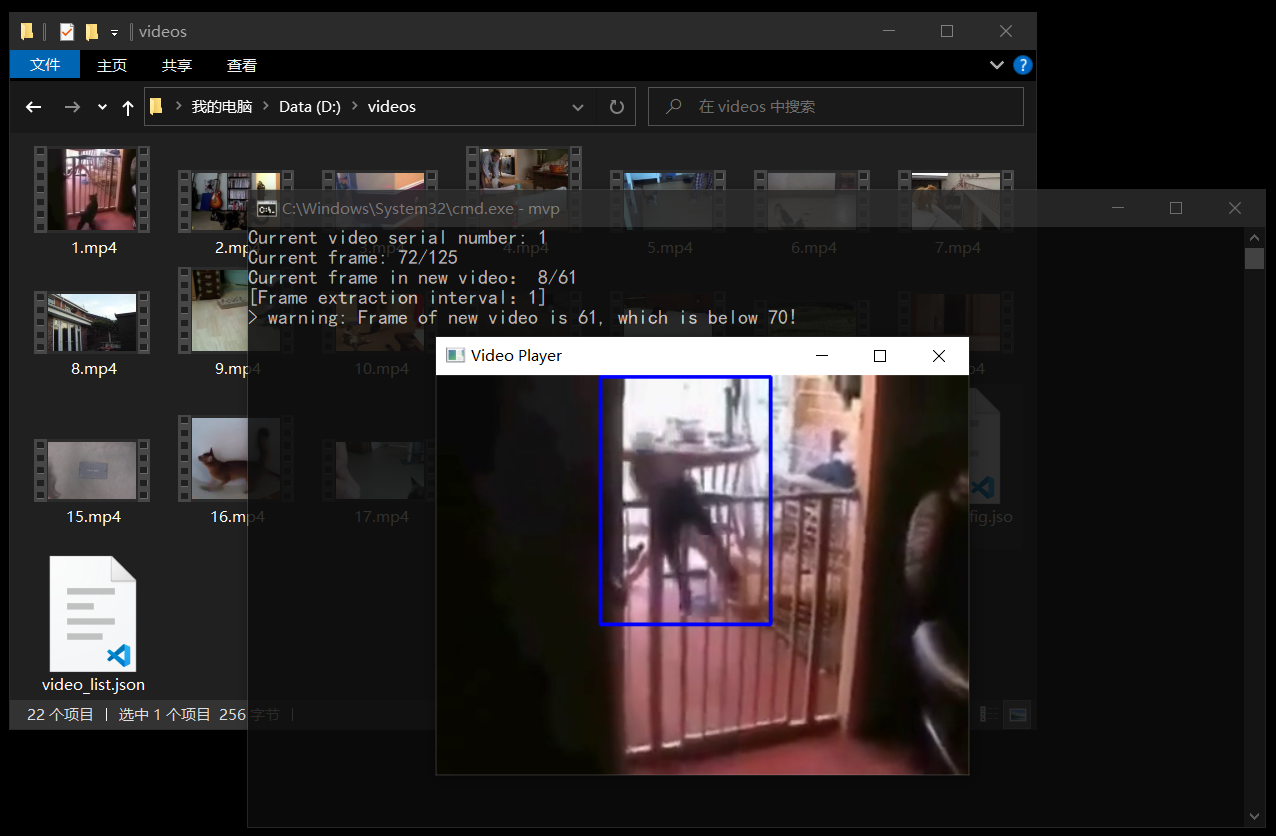 videos
文件 主页 共享 查看
我的电脑 Data (D:) videos
在 videos 中搜索
C:\Windows\System32\cmd.exe - mvp
1.mp4 2.mp 3.mp4 4.mp4 5.mp4 6.mp4 7.mp4
Current video serial number: 1
Current frame: 72/125
Current frame in new video: 8/61
[Frame extraction interval: 1]
> warning: Frame of new video is 61, which is below 70!
Video Player
8.mp4 9.mp4 10.mp4 p4
15.mp4 16.mp4 17.mp4 fig.jso
video_list.json
22 个项目 选中 1 个项目 256 字节